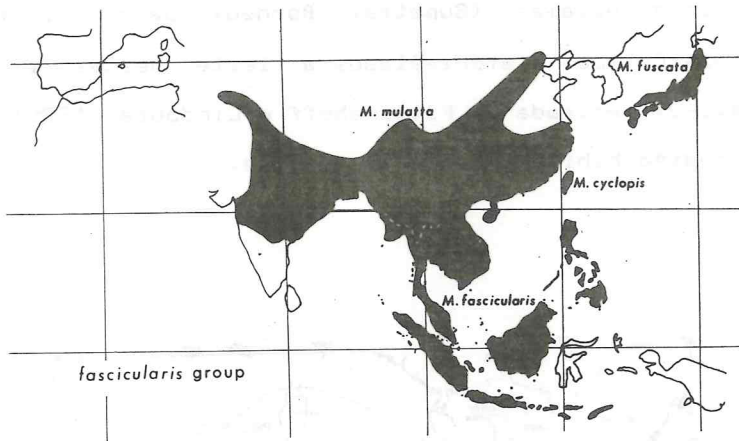 M. fuscata
M. mulatta
M. cyclopis
M. fascicularis
fascicularis group